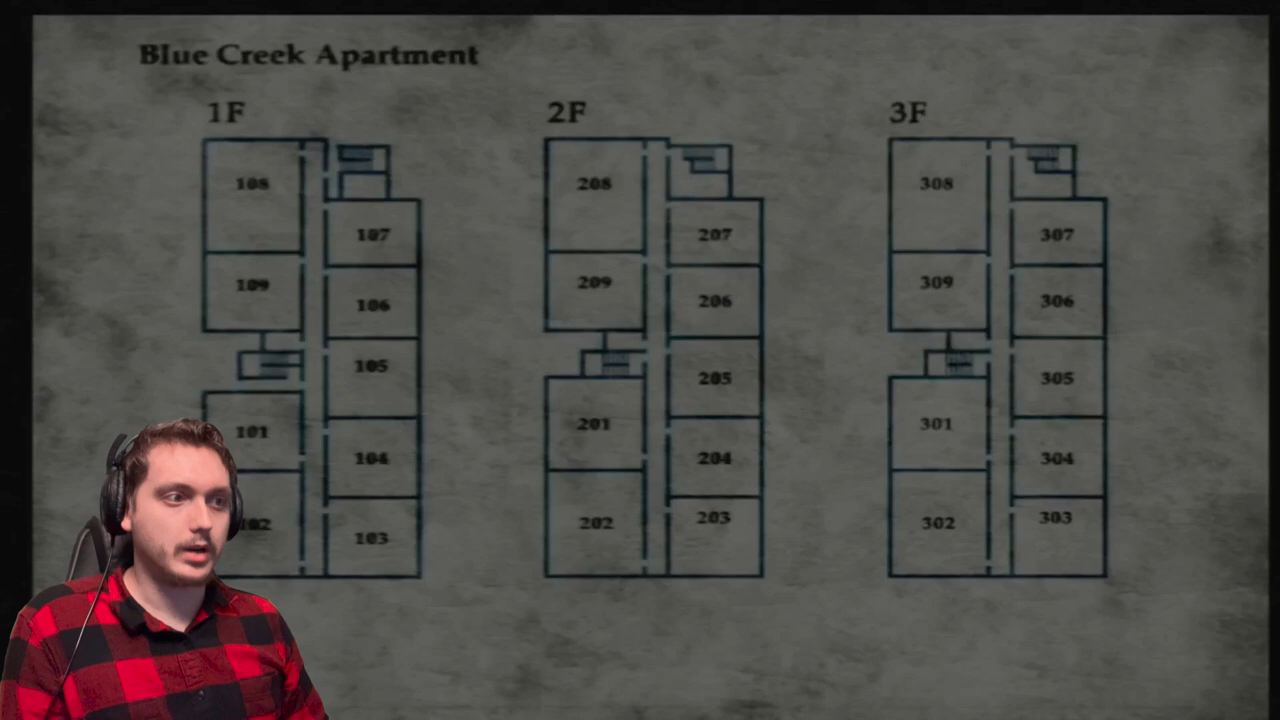 Blue Creek Apartment
1F 2F 3F
108 208 308
107 207 307
109 209 309
106 206 306
105 205 305
101 201 301
104 204 304
102 202 302
103 203 303